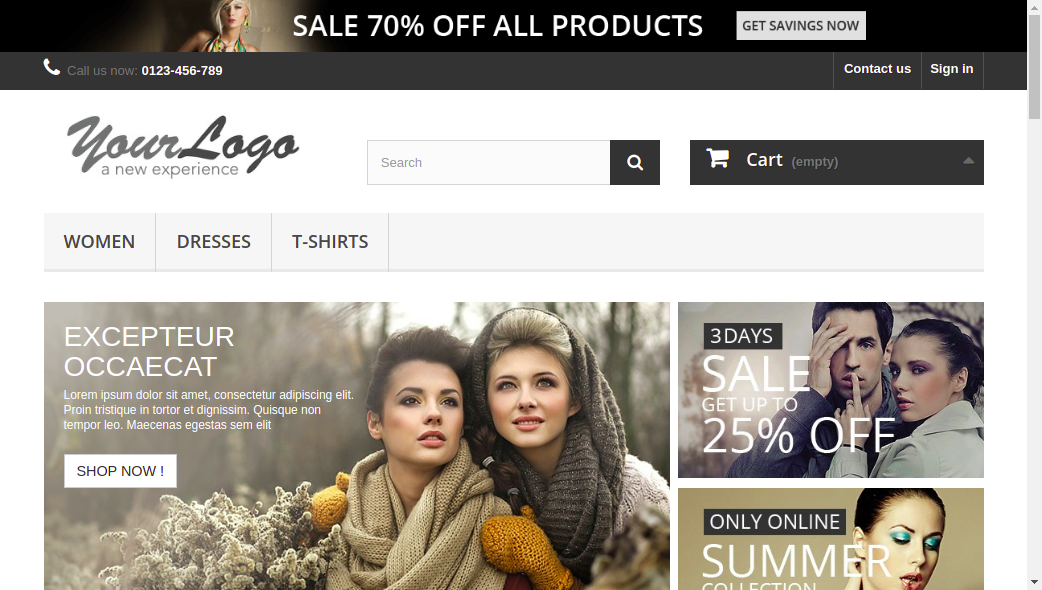 SALE 70% OFF ALL PRODUCTS
GET SAVINGS NOW
Call us now: 0123-456-789
Contact us
Sign in
YourLogo
a new experience
Search
Cart (empty)
WOMEN
DRESSES
T-SHIRTS
EXCEPTEUR
OCCAECAT
Lorem ipsum dolor sit amet, consectetur adipiscing elit.
Proin tristique in tortor et dignissim. Quisque non
tempor leo. Maecenas egestas sem elit
SHOP NOW !
3 DAYS
SALE
GET UP TO
25% OFF
ONLY ONLINE
SUMMER
COLLECTION